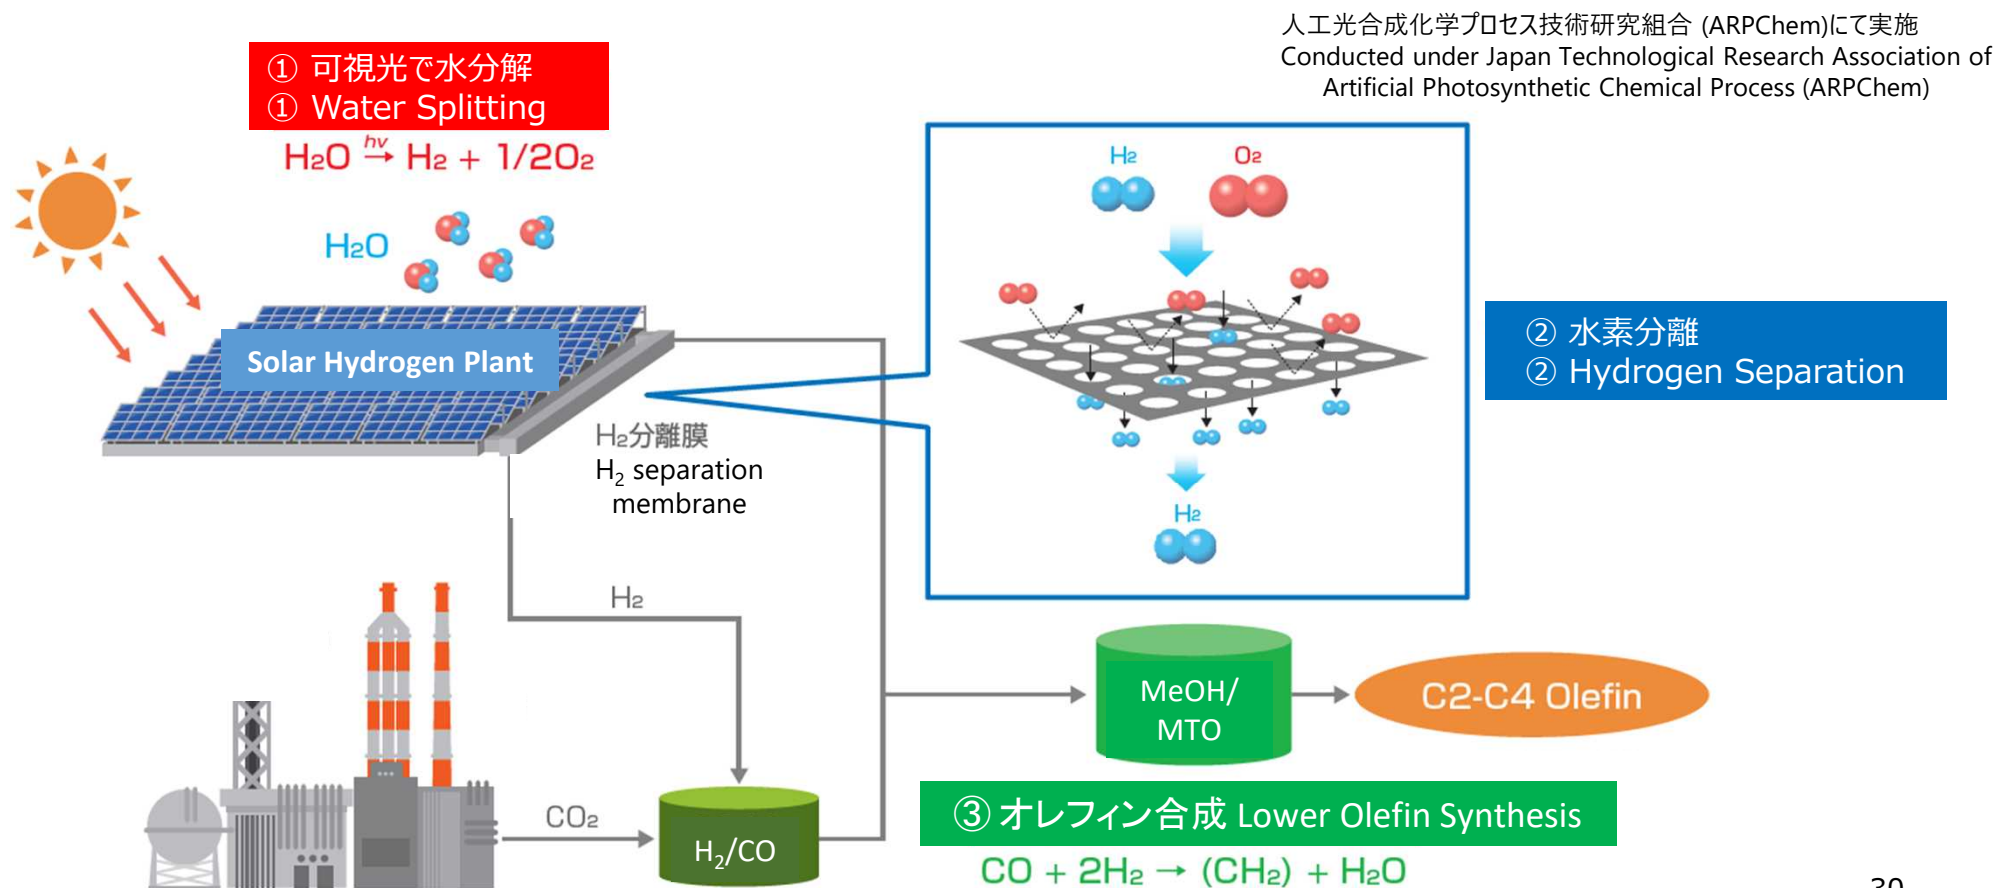 人工光合成化学プロセス技術研究組合 (ARPChem)にて実施
Conducted under Japan Technological Research Association of
Artificial Photosynthetic Chemical Process (ARPChem)
① 可視光で水分解
① Water Splitting
H₂O hν→ H₂ + 1/2O₂
H₂O
Solar Hydrogen Plant
H₂分離膜
H₂ separation
membrane
H₂
O₂
H₂
② 水素分離
② Hydrogen Separation
H₂
CO₂
H₂/CO
MeOH/
MTO
C2-C4 Olefin
③ オレフィン合成 Lower Olefin Synthesis
CO + 2H₂ → (CH₂) + H₂O